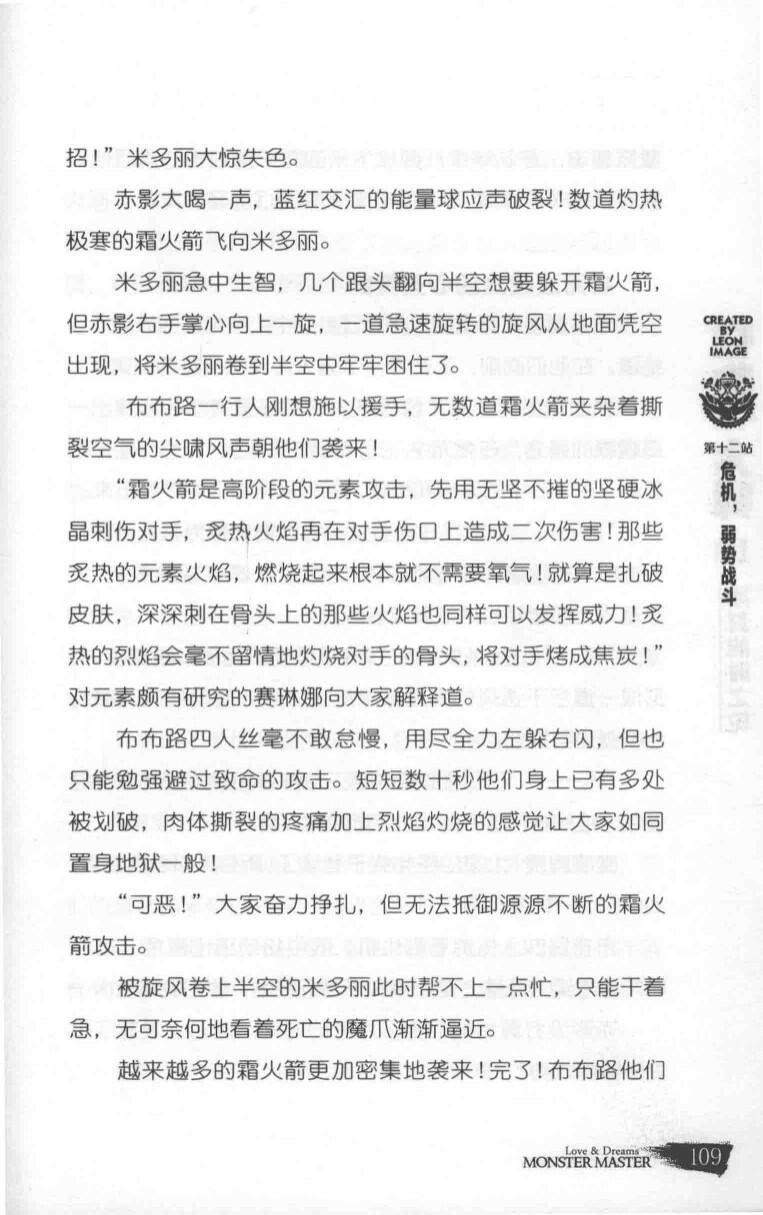 招！”米多丽大惊失色。
赤影大喝一声，蓝红交汇的能量球应声破裂！数道灼热
极寒的霜火箭飞向米多丽。
米多丽急中生智，几个跟头翻向半空想要躲开霜火箭，
但赤影右手掌心向上一旋，一道急速旋转的旋风从地面凭空
出现，将米多丽卷到半空中牢牢困住了。
布布路一行人刚想施以援手，无数道霜火箭夹杂着撕
裂空气的尖啸风声朝他们袭来！
“霜火箭是高阶段的元素攻击，先用无坚不摧的坚硬冰
晶刺伤对手，炙热火焰再在对手伤口上造成二次伤害！那些
炙热的元素火焰，燃烧起来根本就不需要氧气！就算是扎破
皮肤，深深刺在骨头上的那些火焰也同样可以发挥威力！炙
热的烈焰会毫不留情地灼烧对手的骨头，将对手烤成焦炭！”
对元素颇有研究的赛琳娜向大家解释道。
布布路四人丝毫不敢怠慢，用尽全力左躲右闪，但也
只能勉强避过致命的攻击。短短数十秒他们身上已有多处
被划破，肉体撕裂的疼痛加上烈焰灼烧的感觉让大家如同
置身地狱一般！
“可恶！”大家奋力挣扎，但无法抵御源源不断的霜火
箭攻击。
被旋风卷上半空的米多丽此时帮不上一点忙，只能干着
急，无可奈何地看着死亡的魔爪渐渐逼近。
越来越多的霜火箭更加密集地袭来！完了！布布路他们
CREATED
BY
LEON
IMAGE
第十二站
危机，弱势战斗
Love & Dreams
MONSTER MASTER 109